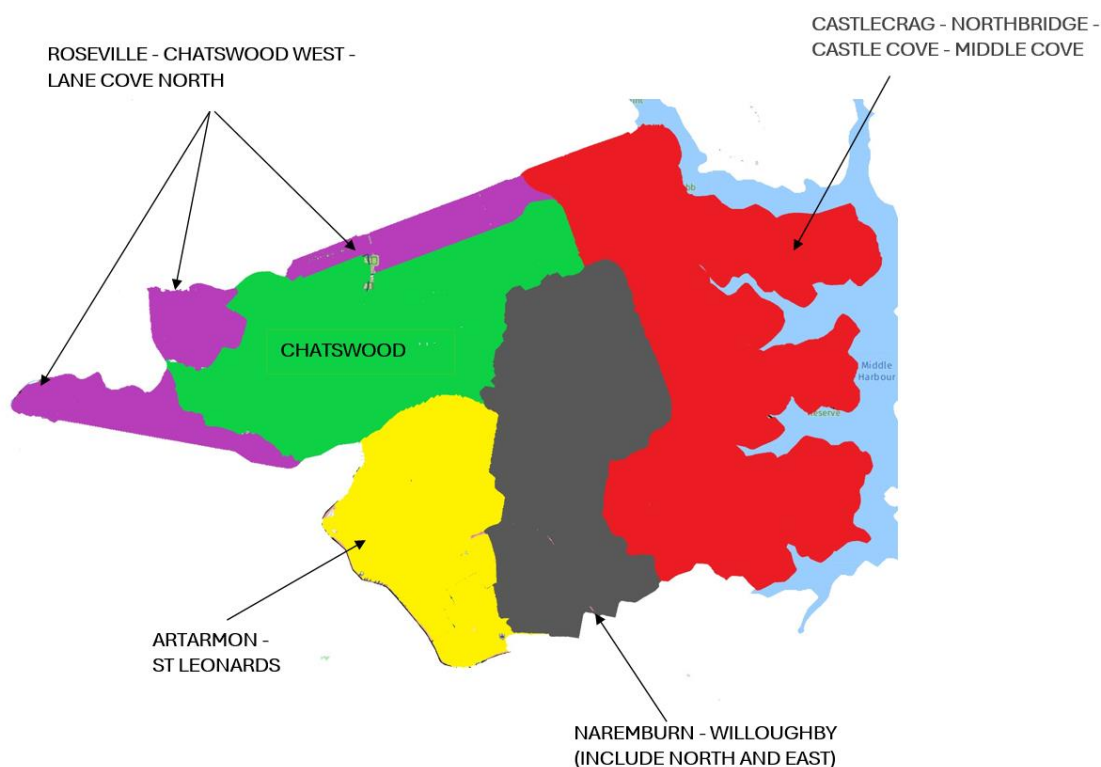 CASTLECRAG - NORTHBRIDGE -
CASTLE COVE - MIDDLE COVE
ROSEVILLE - CHATSWOOD WEST -
LANE COVE NORTH
CHATSWOOD
Middle
Harbour
ARTARMON -
ST LEONARDS
NAREMBURN - WILLOUGHBY
(INCLUDE NORTH AND EAST)